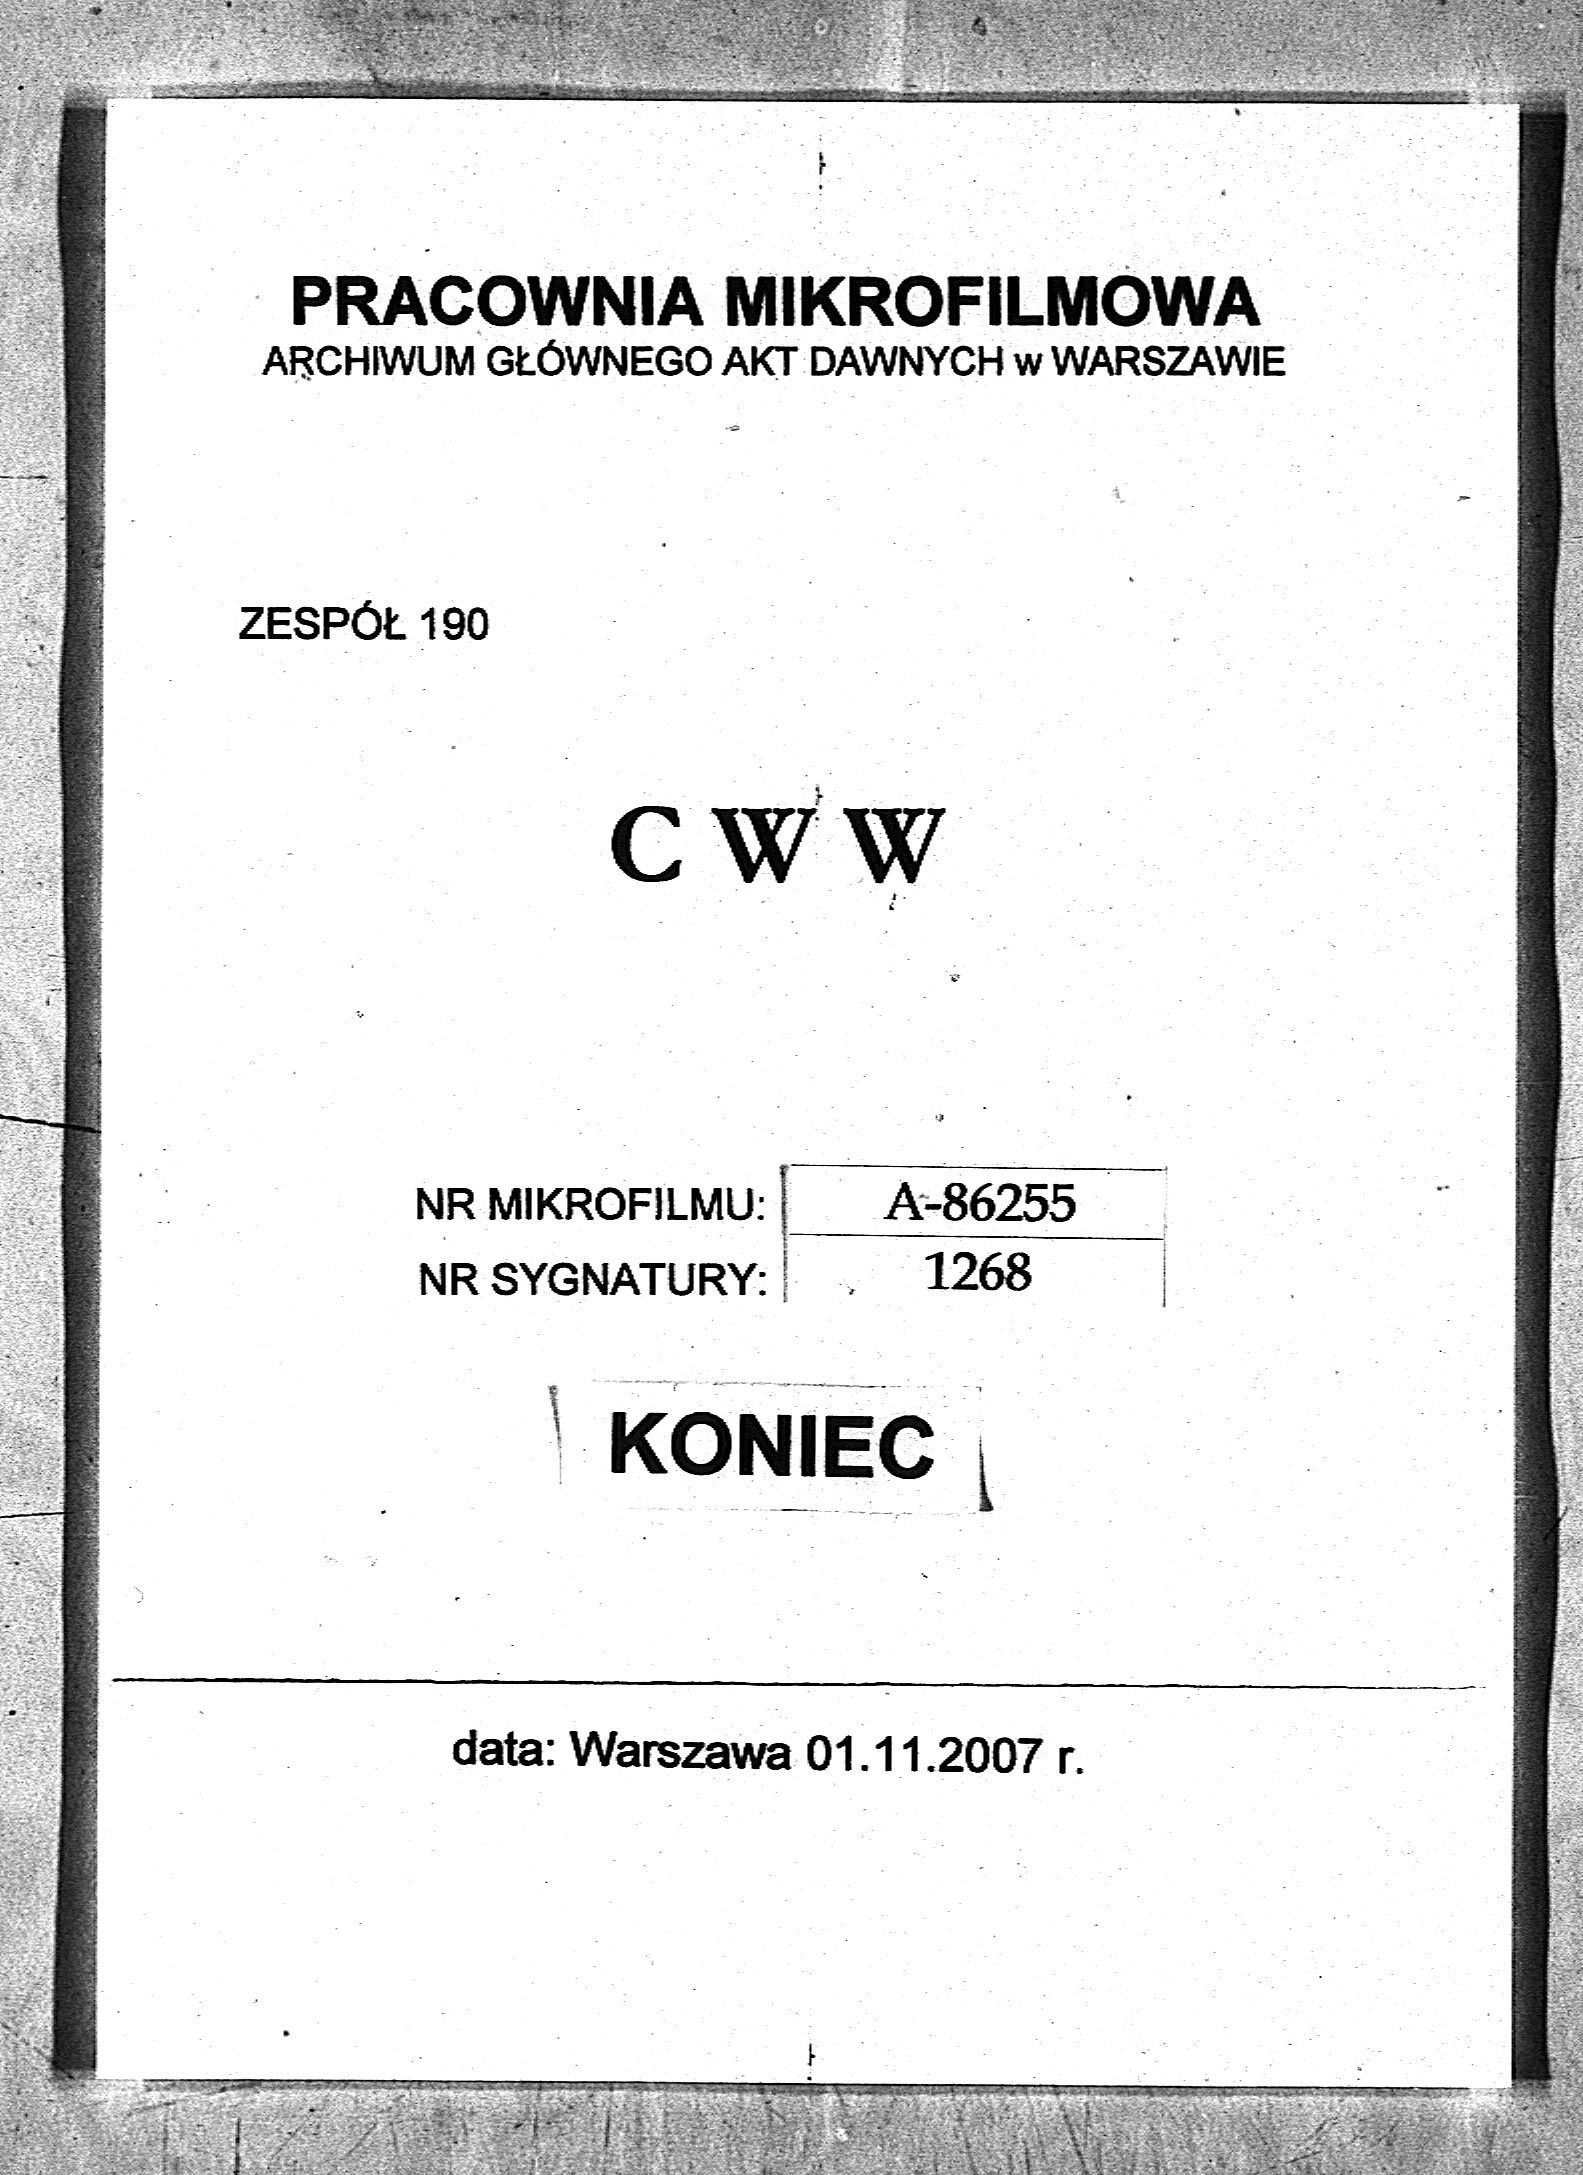 PRACOWNIA MIKROFILMOWA
ARCHIWUM GŁÓWNEGO AKT DAWNYCH w WARSZAWIE
ZESPÓŁ 190
C W W
NR MIKROFILMU: A-86255
NR SYGNATURY: 1268
KONIEC
data: Warszawa 01.11.2007 r.